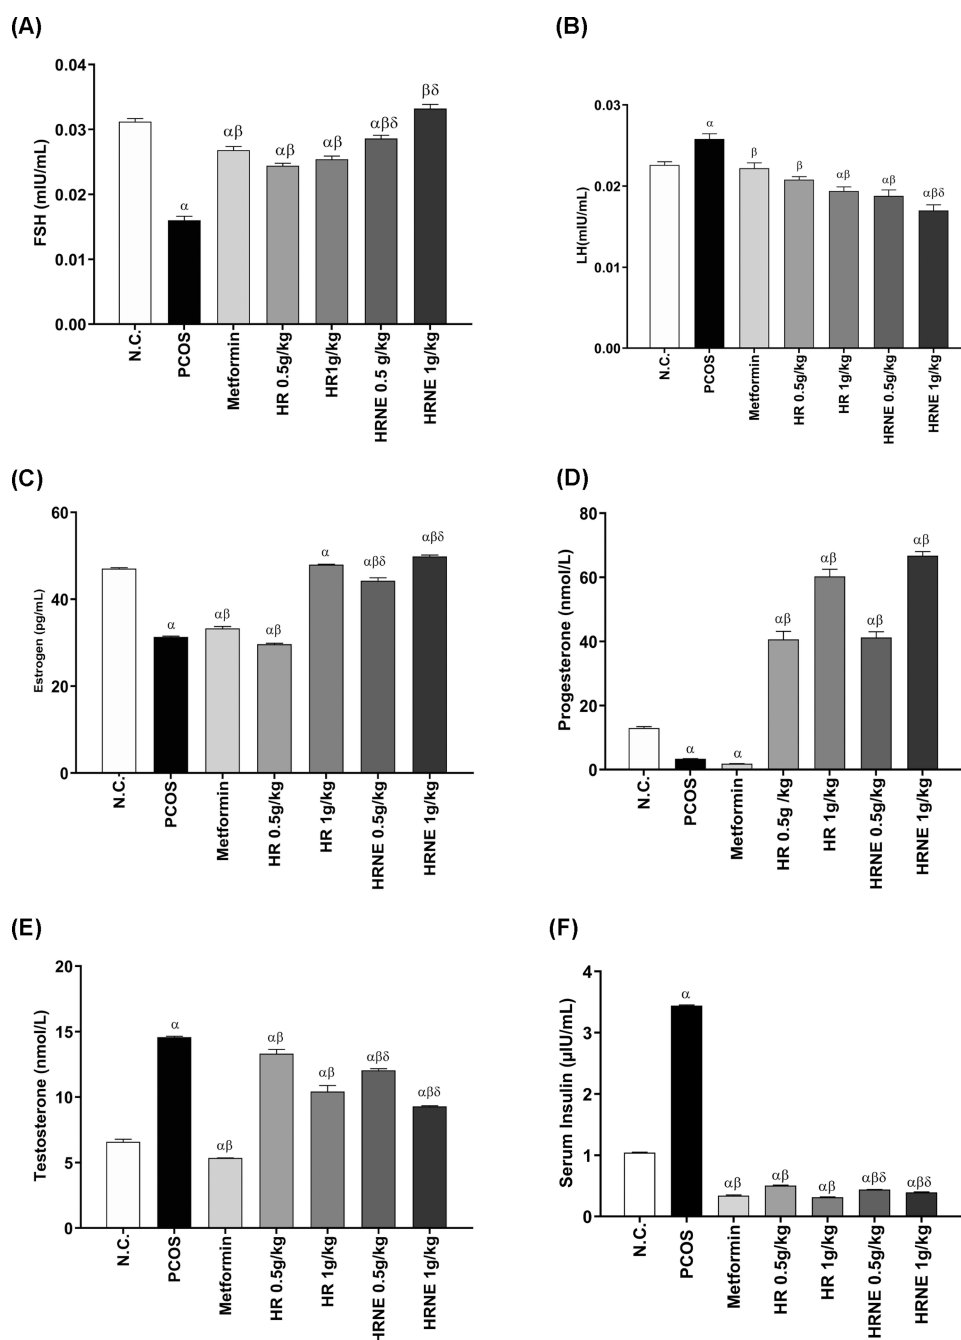 (A)
FSH (mIU/mL)
0.04
0.03
0.02
0.01
0.00
α
αβ
αβ
αβ
αβδ
βδ
N.C.
PCOS
Metformin
HR 0.5g/kg
HR1g/kg
HRNE 0.5 g/kg
HRNE 1g/kg
(B)
LH(mIU/mL)
0.03
0.02
0.01
0.00
α
β
β
αβ
αβ
αβδ
N.C.
PCOS
Metformin
HR 0.5g/kg
HR 1g/kg
HRNE 0.5g/kg
HRNE 1g/kg
(C)
Estrogen (pg/mL)
60
40
20
0
α
αβ
αβ
α
αβδ
αβδ
N.C.
PCOS
Metformin
HR 0.5g/kg
HR 1g/kg
HRNE 0.5g/kg
HRNE 1g/kg
(D)
Progesterone (nmol/L)
80
60
40
20
0
α
α
αβ
αβ
αβ
αβ
N.C.
PCOS
Metformin
HR 0.5g /kg
HR 1g/kg
HRNE 0.5g/kg
HRNE 1g/kg
(E)
Testosterone (nmol/L)
20
15
10
5
0
α
αβ
αβ
αβ
αβδ
αβδ
N.C.
PCOS
Metformin
HR 0.5g/kg
HR 1g/kg
HRNE 0.5g/kg
HRNE 1g/kg
(F)
Serum Insulin (µIU/mL)
4
3
2
1
0
α
αβ
αβ
αβ
αβδ
αβδ
N.C.
PCOS
Metformin
HR 0.5g/kg
HR 1g/kg
HRNE 0.5g/kg
HRNE 1g/kg